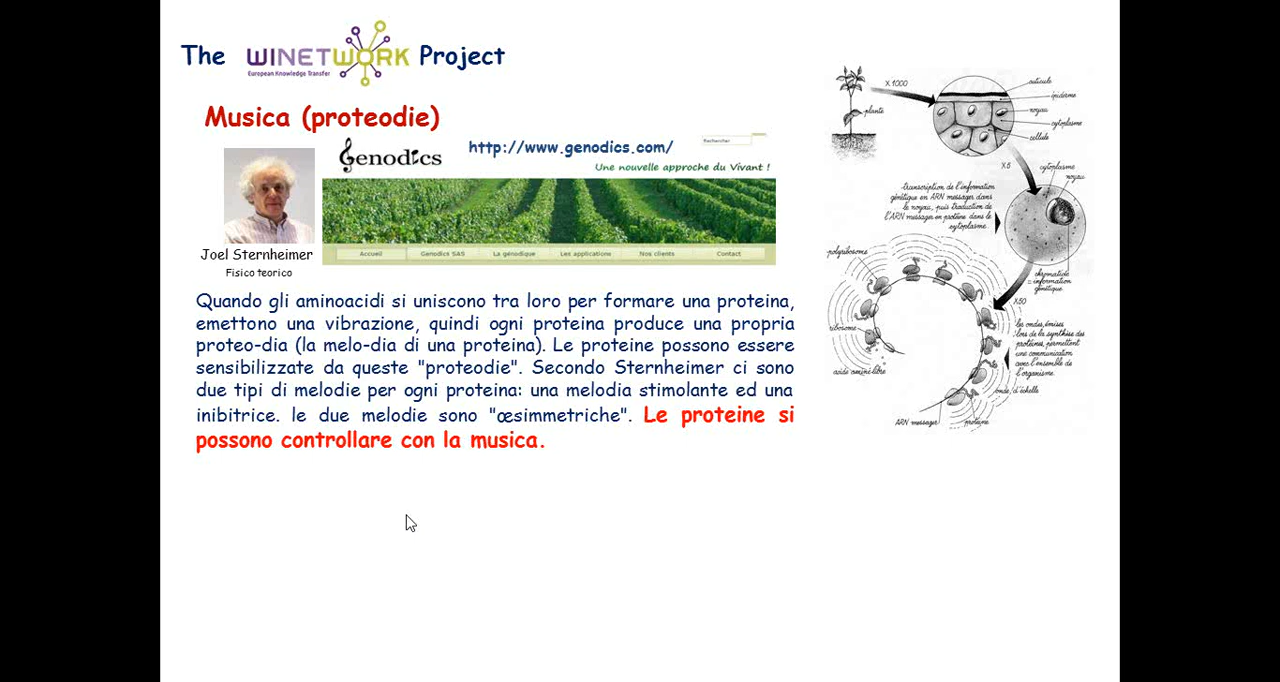 The WINETWORK Project
European Knowledge Transfer
Musica (proteodie)
Genodics
http://www.genodics.com/
Rechercher
Une nouvelle approche du Vivant !
Accueil Genodics SAS La génodique Les applications Nos clients Contact
Joel Sternheimer
Fisico teorico
Quando gli aminoacidi si uniscono tra loro per formare una proteina,
emettono una vibrazione, quindi ogni proteina produce una propria
proteo-dia (la melo-dia di una proteina). Le proteine possono essere
sensibilizzate da queste "proteodie". Secondo Sternheimer ci sono
due tipi di melodie per ogni proteina: una melodia stimolante ed una
inibitrice. le due melodie sono "œsimmetriche". Le proteine si
possono controllare con la musica.
X 1000
plante
cuticule
épiderme
noyau
cytoplasme
cellule
X5
cytoplasme
noyau
transcription de l'information
génétique en ARN messager dans
le noyau, puis traduction de
l'ARN messager en protéine dans le
cytoplasme.
chromatide
= information
génétique
X50
polyribosome
ribosome
acide aminé libre
les ondes, émises
lors de la synthèse des
protéines, permettent
une communication
avec l'ensemble de
l'organisme.
onde d'échelle
ARN messager
protéine